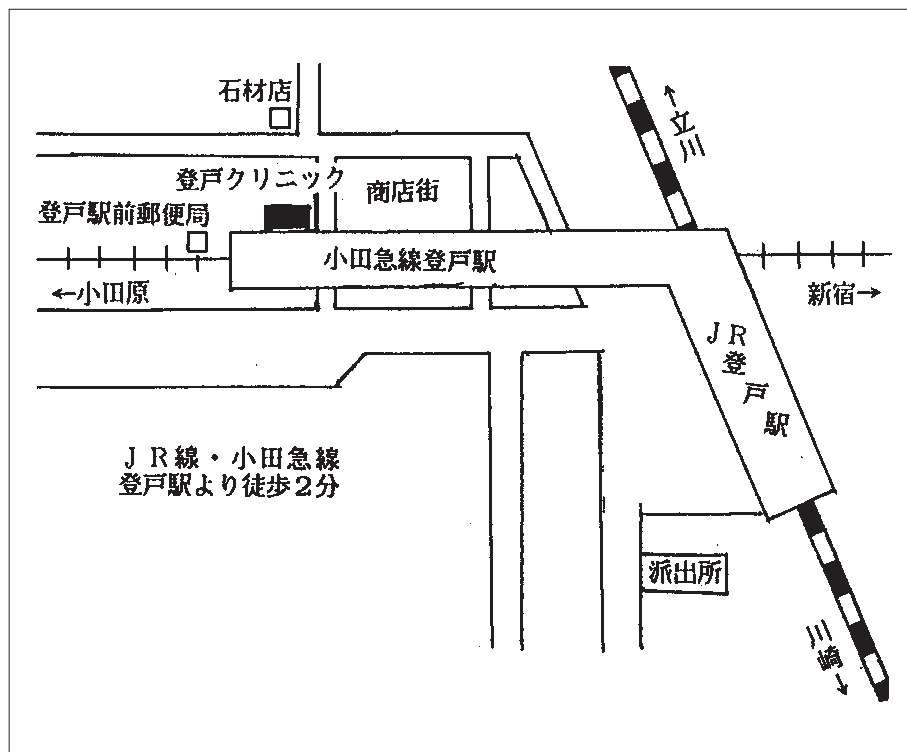 石材店
↑立川
登戸クリニック
商店街
登戸駅前郵便局
小田急線登戸駅
←小田原
新宿→
JR登戸駅
JR線・小田急線
登戸駅より徒歩2分
派出所
川崎→